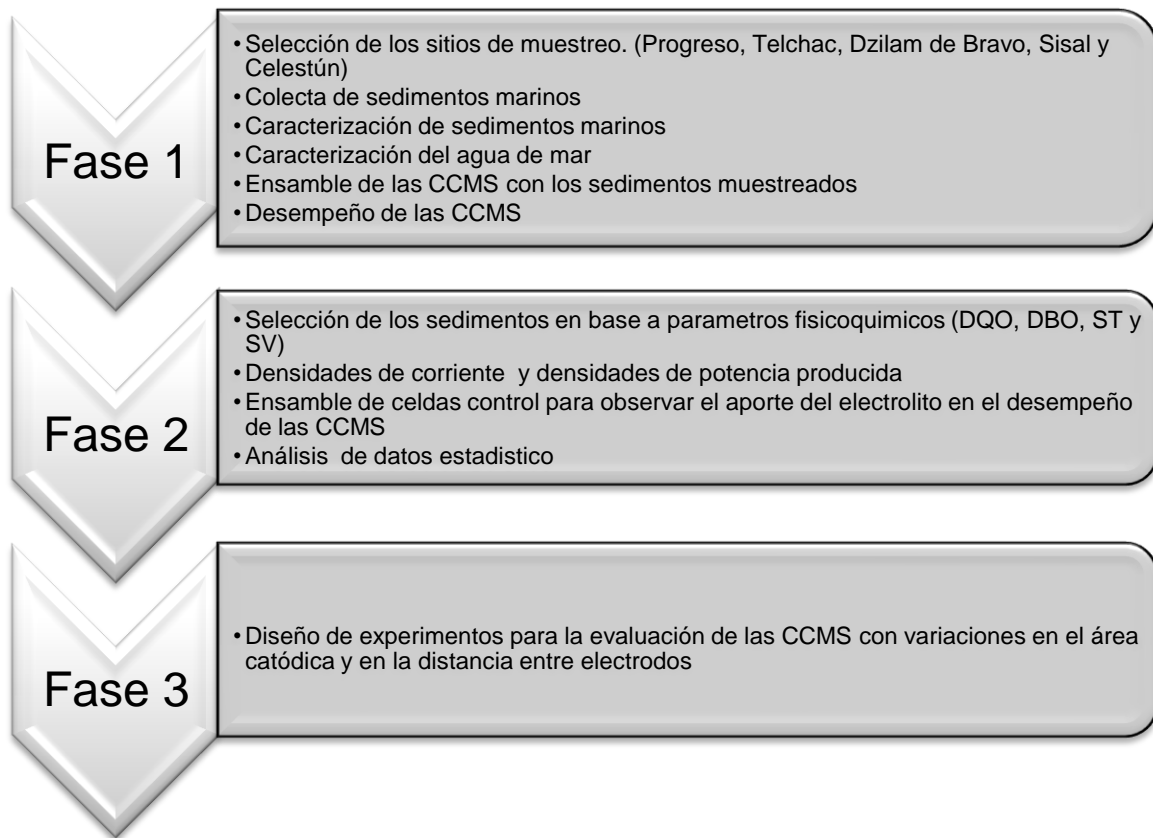 Fase 1
•Selección de los sitios de muestreo. (Progreso, Telchac, Dzilam de Bravo, Sisal y
Celestún)
•Colecta de sedimentos marinos
•Caracterización de sedimentos marinos
•Caracterización del agua de mar
•Ensamble de las CCMS con los sedimentos muestreados
•Desempeño de las CCMS
Fase 2
•Selección de los sedimentos en base a parametros fisicoquimicos (DQO, DBO, ST y
SV)
•Densidades de corriente y densidades de potencia producida
•Ensamble de celdas control para observar el aporte del electrolito en el desempeño
de las CCMS
•Análisis de datos estadistico
Fase 3
•Diseño de experimentos para la evaluación de las CCMS con variaciones en el área
catódica y en la distancia entre electrodos